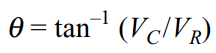 θ = tan⁻¹ (V_C/V_R)